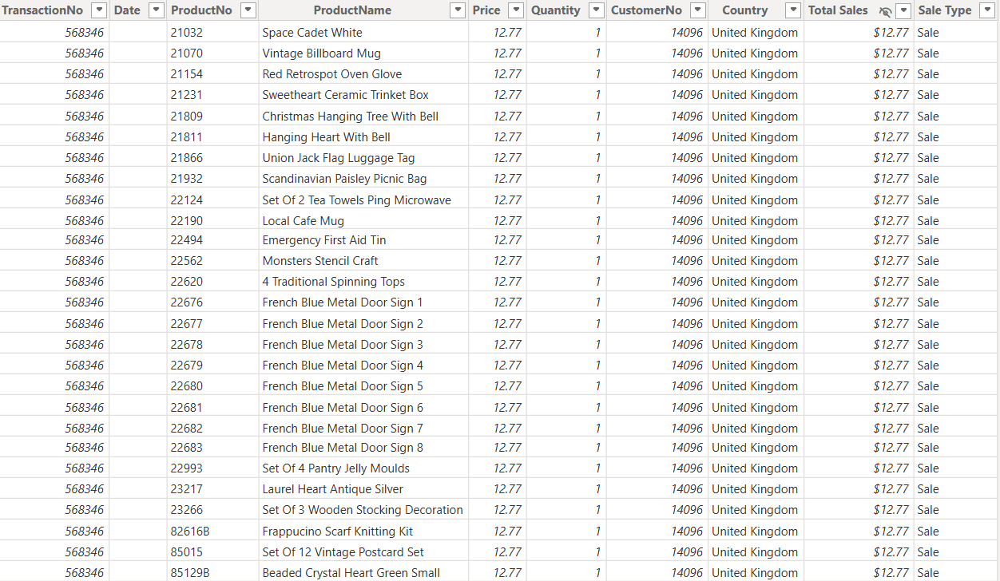 TransactionNo Date ProductNo ProductName Price Quantity CustomerNo Country Total Sales Sale Type
568346 21032 Space Cadet White 12.77 1 14096 United Kingdom $12.77 Sale
568346 21070 Vintage Billboard Mug 12.77 1 14096 United Kingdom $12.77 Sale
568346 21154 Red Retrospot Oven Glove 12.77 1 14096 United Kingdom $12.77 Sale
568346 21231 Sweetheart Ceramic Trinket Box 12.77 1 14096 United Kingdom $12.77 Sale
568346 21809 Christmas Hanging Tree With Bell 12.77 1 14096 United Kingdom $12.77 Sale
568346 21811 Hanging Heart With Bell 12.77 1 14096 United Kingdom $12.77 Sale
568346 21866 Union Jack Flag Luggage Tag 12.77 1 14096 United Kingdom $12.77 Sale
568346 21932 Scandinavian Paisley Picnic Bag 12.77 1 14096 United Kingdom $12.77 Sale
568346 22124 Set Of 2 Tea Towels Ping Microwave 12.77 1 14096 United Kingdom $12.77 Sale
568346 22190 Local Cafe Mug 12.77 1 14096 United Kingdom $12.77 Sale
568346 22494 Emergency First Aid Tin 12.77 1 14096 United Kingdom $12.77 Sale
568346 22562 Monsters Stencil Craft 12.77 1 14096 United Kingdom $12.77 Sale
568346 22620 4 Traditional Spinning Tops 12.77 1 14096 United Kingdom $12.77 Sale
568346 22676 French Blue Metal Door Sign 1 12.77 1 14096 United Kingdom $12.77 Sale
568346 22677 French Blue Metal Door Sign 2 12.77 1 14096 United Kingdom $12.77 Sale
568346 22678 French Blue Metal Door Sign 3 12.77 1 14096 United Kingdom $12.77 Sale
568346 22679 French Blue Metal Door Sign 4 12.77 1 14096 United Kingdom $12.77 Sale
568346 22680 French Blue Metal Door Sign 5 12.77 1 14096 United Kingdom $12.77 Sale
568346 22681 French Blue Metal Door Sign 6 12.77 1 14096 United Kingdom $12.77 Sale
568346 22682 French Blue Metal Door Sign 7 12.77 1 14096 United Kingdom $12.77 Sale
568346 22683 French Blue Metal Door Sign 8 12.77 1 14096 United Kingdom $12.77 Sale
568346 22993 Set Of 4 Pantry Jelly Moulds 12.77 1 14096 United Kingdom $12.77 Sale
568346 23217 Laurel Heart Antique Silver 12.77 1 14096 United Kingdom $12.77 Sale
568346 23266 Set Of 3 Wooden Stocking Decoration 12.77 1 14096 United Kingdom $12.77 Sale
568346 82616B Frappucino Scarf Knitting Kit 12.77 1 14096 United Kingdom $12.77 Sale
568346 85015 Set Of 12 Vintage Postcard Set 12.77 1 14096 United Kingdom $12.77 Sale
568346 85129B Beaded Crystal Heart Green Small 12.77 1 14096 United Kingdom $12.77 Sale